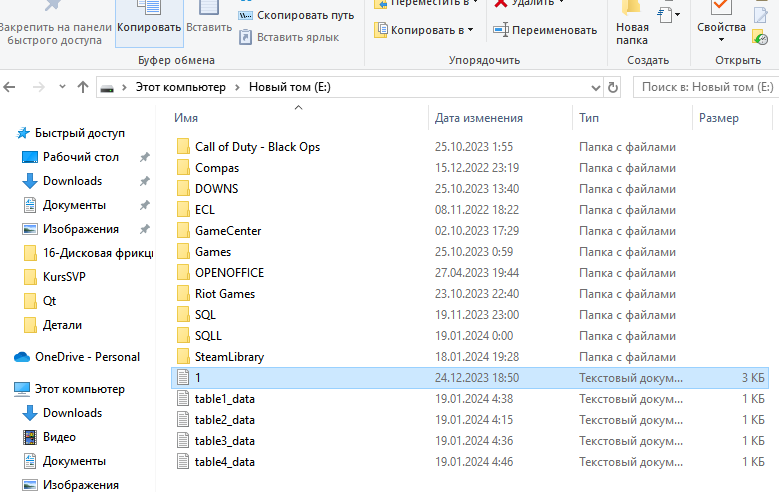 Закрепить на панели быстрого доступа
Копировать
Вставить
Скопировать путь
Вставить ярлык
Буфер обмена
Переместить в
Копировать в
Удалить
Переименовать
Упорядочить
Новая папка
Создать
Свойства
Открыть
Этот компьютер > Новый том (E:)
Поиск в: Новый том (E:)
Быстрый доступ
Рабочий стол
Downloads
Документы
Изображения
16-Дисковая фрикц
KursSVP
Qt
Детали
OneDrive - Personal
Этот компьютер
Downloads
Видео
Документы
Изображения
Имя Дата изменения Тип Размер
Call of Duty - Black Ops 25.10.2023 1:55 Папка с файлами
Compas 15.12.2022 23:19 Папка с файлами
DOWNS 25.10.2023 13:40 Папка с файлами
ECL 08.11.2022 18:22 Папка с файлами
GameCenter 02.10.2023 17:29 Папка с файлами
Games 25.10.2023 0:59 Папка с файлами
OPENOFFICE 27.04.2023 19:44 Папка с файлами
Riot Games 23.10.2023 22:40 Папка с файлами
SQL 19.11.2023 23:00 Папка с файлами
SQLL 19.01.2024 0:00 Папка с файлами
SteamLibrary 18.01.2024 19:28 Папка с файлами
1 24.12.2023 18:50 Текстовый докум... 3 КБ
table1_data 19.01.2024 4:38 Текстовый докум... 1 КБ
table2_data 19.01.2024 4:15 Текстовый докум... 1 КБ
table3_data 19.01.2024 4:36 Текстовый докум... 1 КБ
table4_data 19.01.2024 4:46 Текстовый докум... 1 КБ